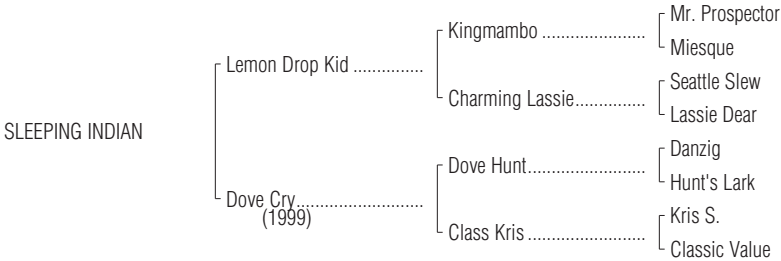 Mr. Prospector
Kingmambo ......................
Miesque
Lemon Drop Kid ...............
Seattle Slew
Charming Lassie...............
Lassie Dear
SLEEPING INDIAN
Danzig
Dove Hunt.........................
Hunt's Lark
Dove Cry...........................
(1999)
Kris S.
Class Kris .........................
Classic Value